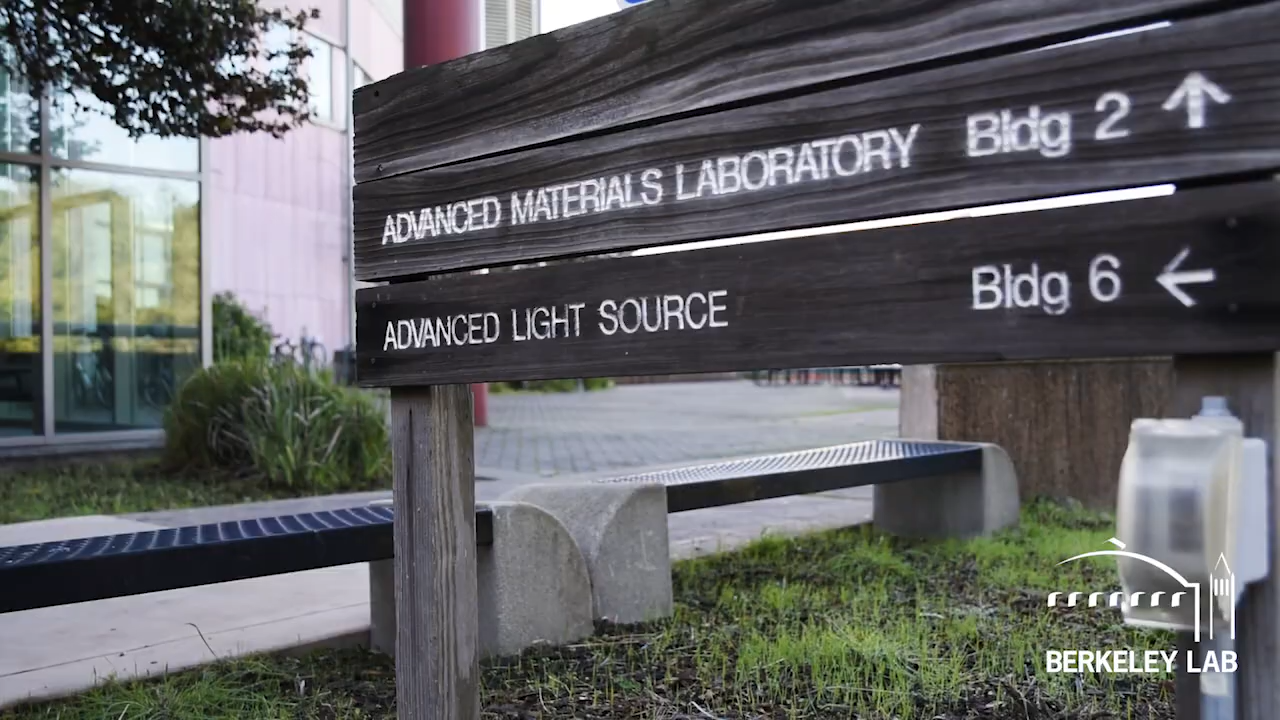 ADVANCED MATERIALS LABORATORY Bldg 2 ↑
ADVANCED LIGHT SOURCE Bldg 6 ←
BERKELEY LAB